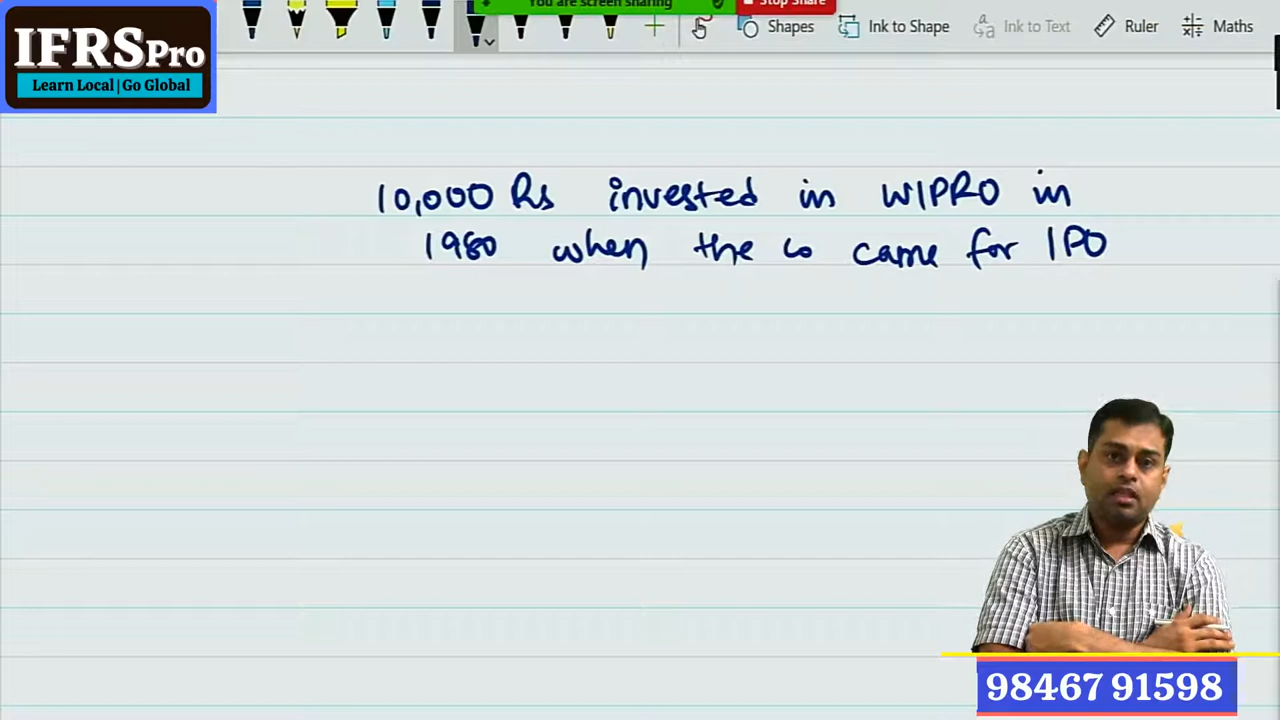 IFRSPro
Learn Local|Go Global
You are screen sharing
Stop Share
Shapes
Ink to Shape
Ink to Text
Ruler
Maths
10,000 Rs invested in WIPRO in
1980 when the co came for IPO
98467 91598